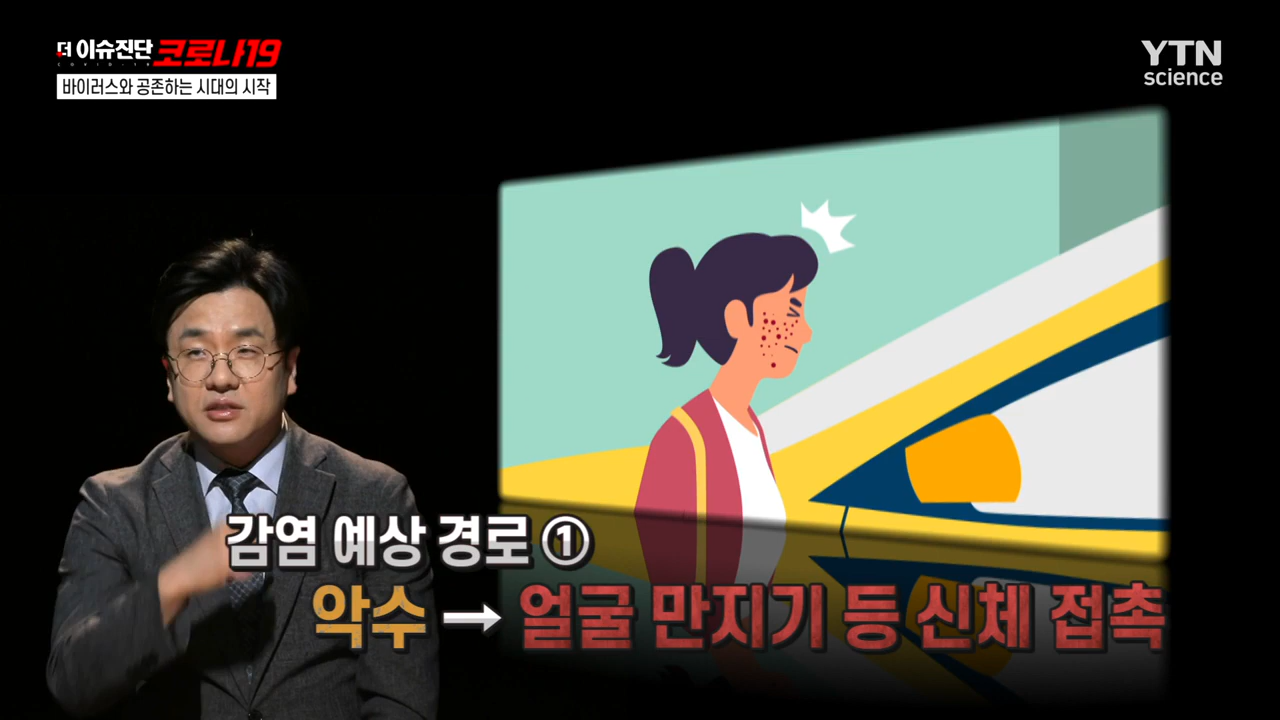 더 이슈진단 코로나19
COVID-19
바이러스와 공존하는 시대의 시작
YTN
science
감염 예상 경로 ①
악수 → 얼굴 만지기 등 신체 접촉